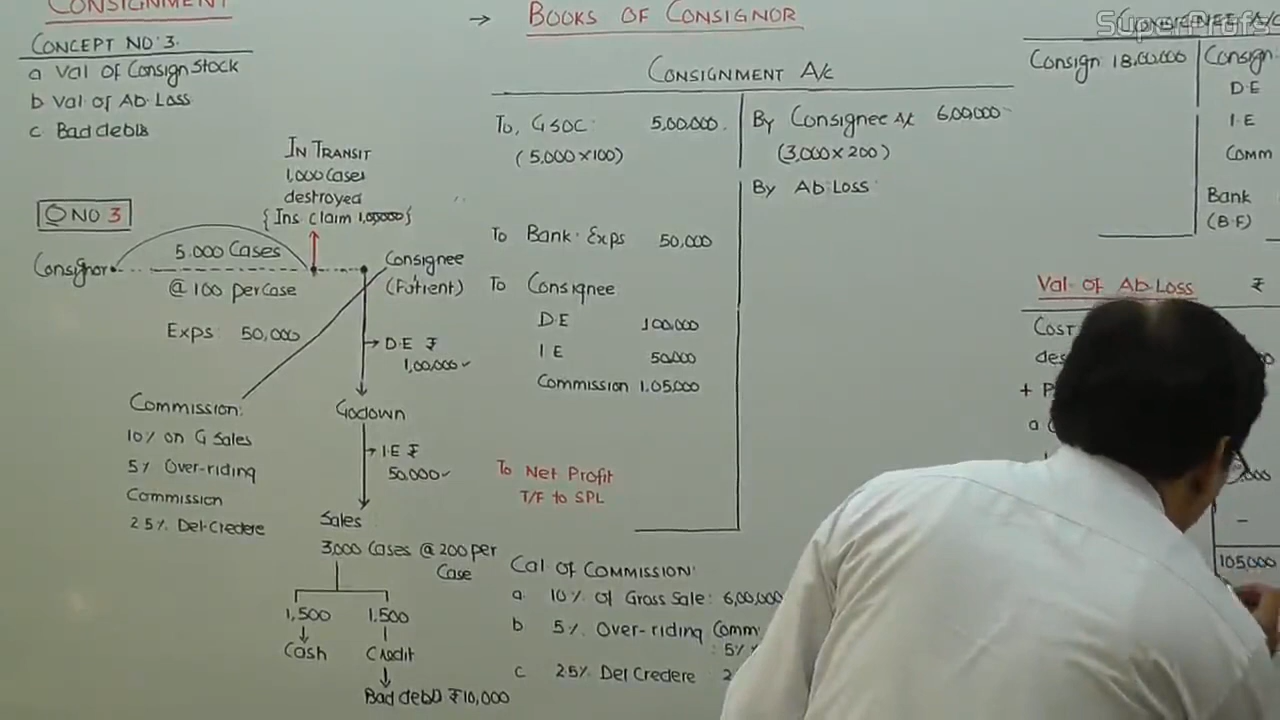 CONSIGNMENT
CONCEPT NO 3.
a Val of Consign Stock
b Val of Ab Loss
c Bad debts
IN TRANSIT
1,000 Cases
destroyed
{ Ins claim 1,00,000/ }
Q NO 3
Consignor
5,000 Cases
@ 100 per case
Exps: 50,000
Consignee
D.E ₹
1,00,000
Godown
I.E ₹
50,000
Commission:
10% on G Sales
5% Over-riding
Commission
2.5% Del-Credere
Sales
3,000 Cases @ 200 per
Case
1,500 1,500
Cash Credit
Bad debts ₹10,000
→ BOOKS OF CONSIGNOR
CONSIGNMENT A/c
To, GSOC: 5,00,000. By Consignee A/c 6,00,000
(5,000×100) (3,000×200)
By Ab Loss
To Bank Exps 50,000
To Consignee
D.E 1,00,000
I E 50,000
Commission 1,05,000
To Net Profit
T/F to SPL
Cal of COMMISSION:
a 10% Of Gross Sale: 6,00,000
b 5% Over-riding Comm
: 5%
c 2.5% Del Credere
SuperProfs
CONSIGNEE A/C
Consign 18,00,000 Consign.
D.E
I.E
Comm
Bank
(B.F)
Val of Ab Loss ₹
Cost
des
+ P
a
105,000